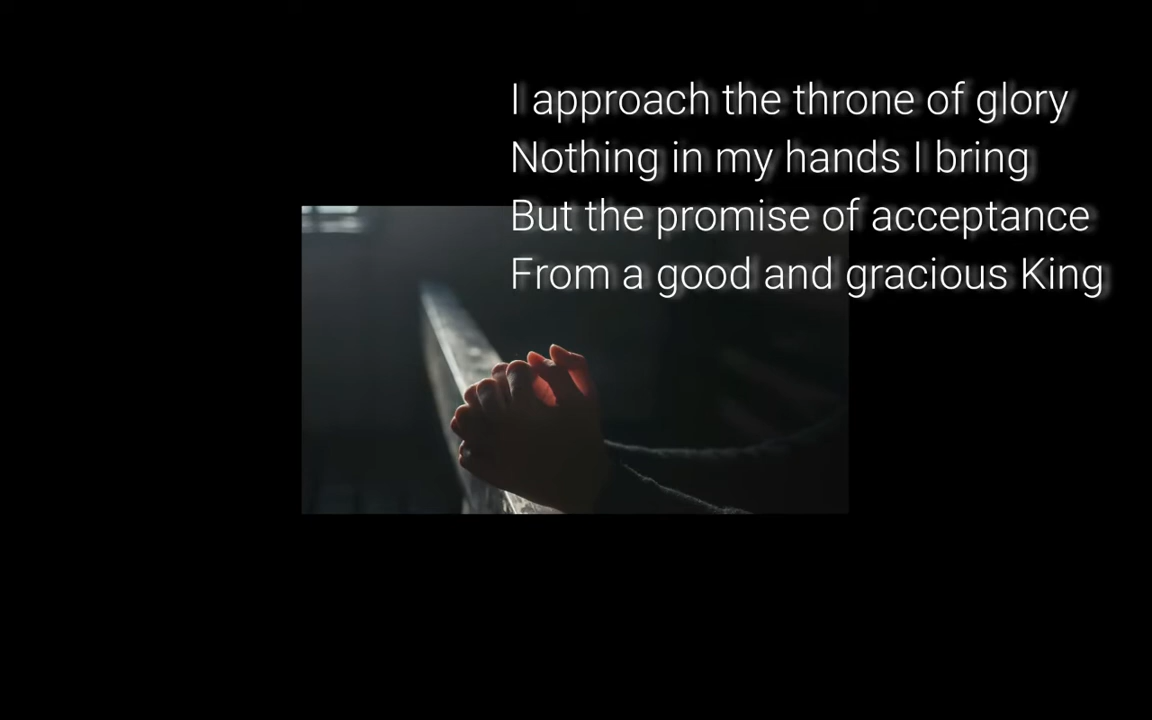 I approach the throne of glory
Nothing in my hands I bring
But the promise of acceptance
From a good and gracious King